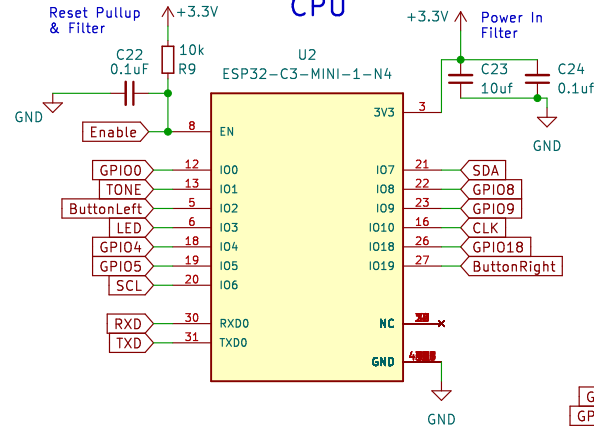 CPU
Reset Pullup
& Filter
+3.3V
+3.3V
Power In
Filter
C22
0.1uF
10k
R9
U2
ESP32-C3-MINI-1-N4
C23
10uf
C24
0.1uf
GND
GND
3V3 3
Enable 8 EN
GPIO0 12 IO0
IO7 21 SDA
TONE 13 IO1
IO8 22 GPIO8
ButtonLeft 5 IO2
IO9 23 GPIO9
LED 6 IO3
IO10 16 CLK
GPIO4 18 IO4
IO18 26 GPIO18
GPIO5 19 IO5
IO19 27 ButtonRight
SCL 20 IO6
RXD 30 RXD0
NC
TXD 31 TXD0
GND
GND